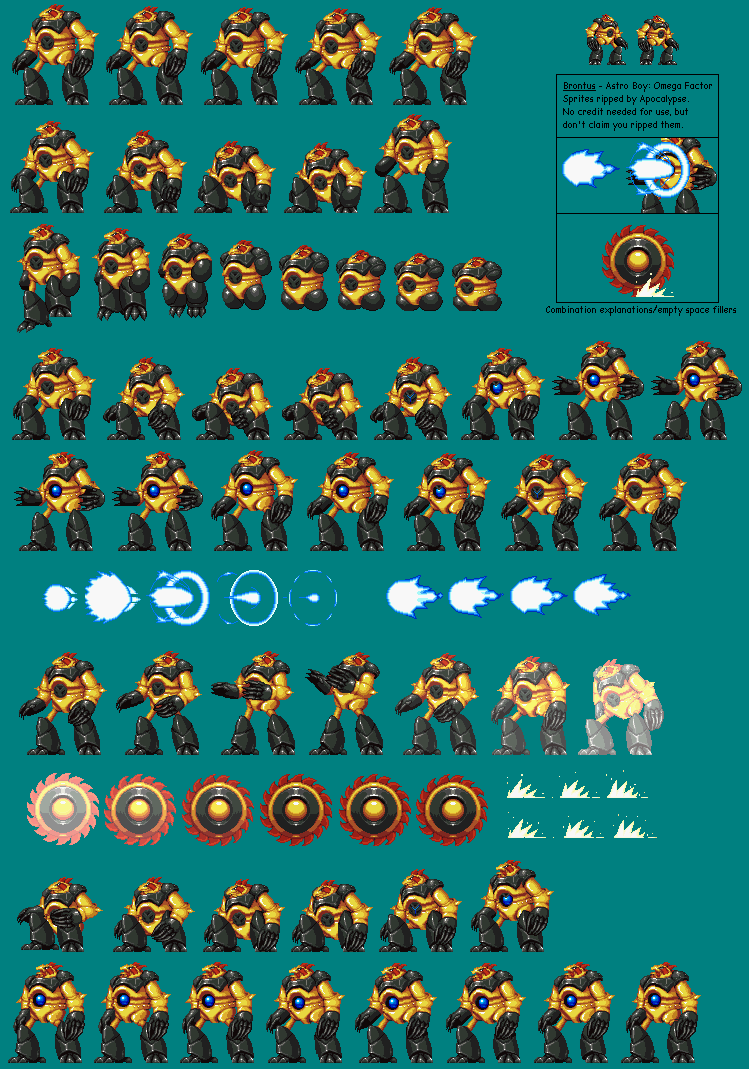 Brontus - Astro Boy: Omega Factor
Sprites ripped by Apocalypse.
No credit needed for use, but
don't claim you ripped them.
Combination explanations/empty space fillers